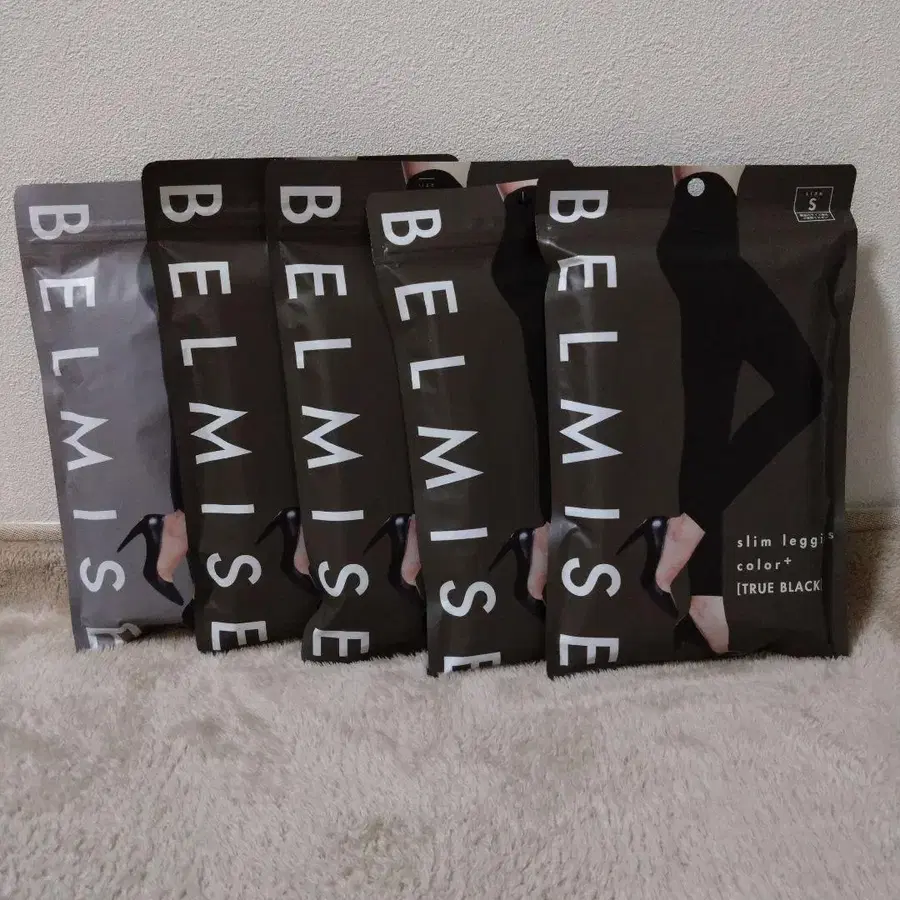 BELMISE
BELMISE
BELMISE
BELMISE
BELMISE
SIZE
S
slim leggi s
color+
[TRUE BLACK